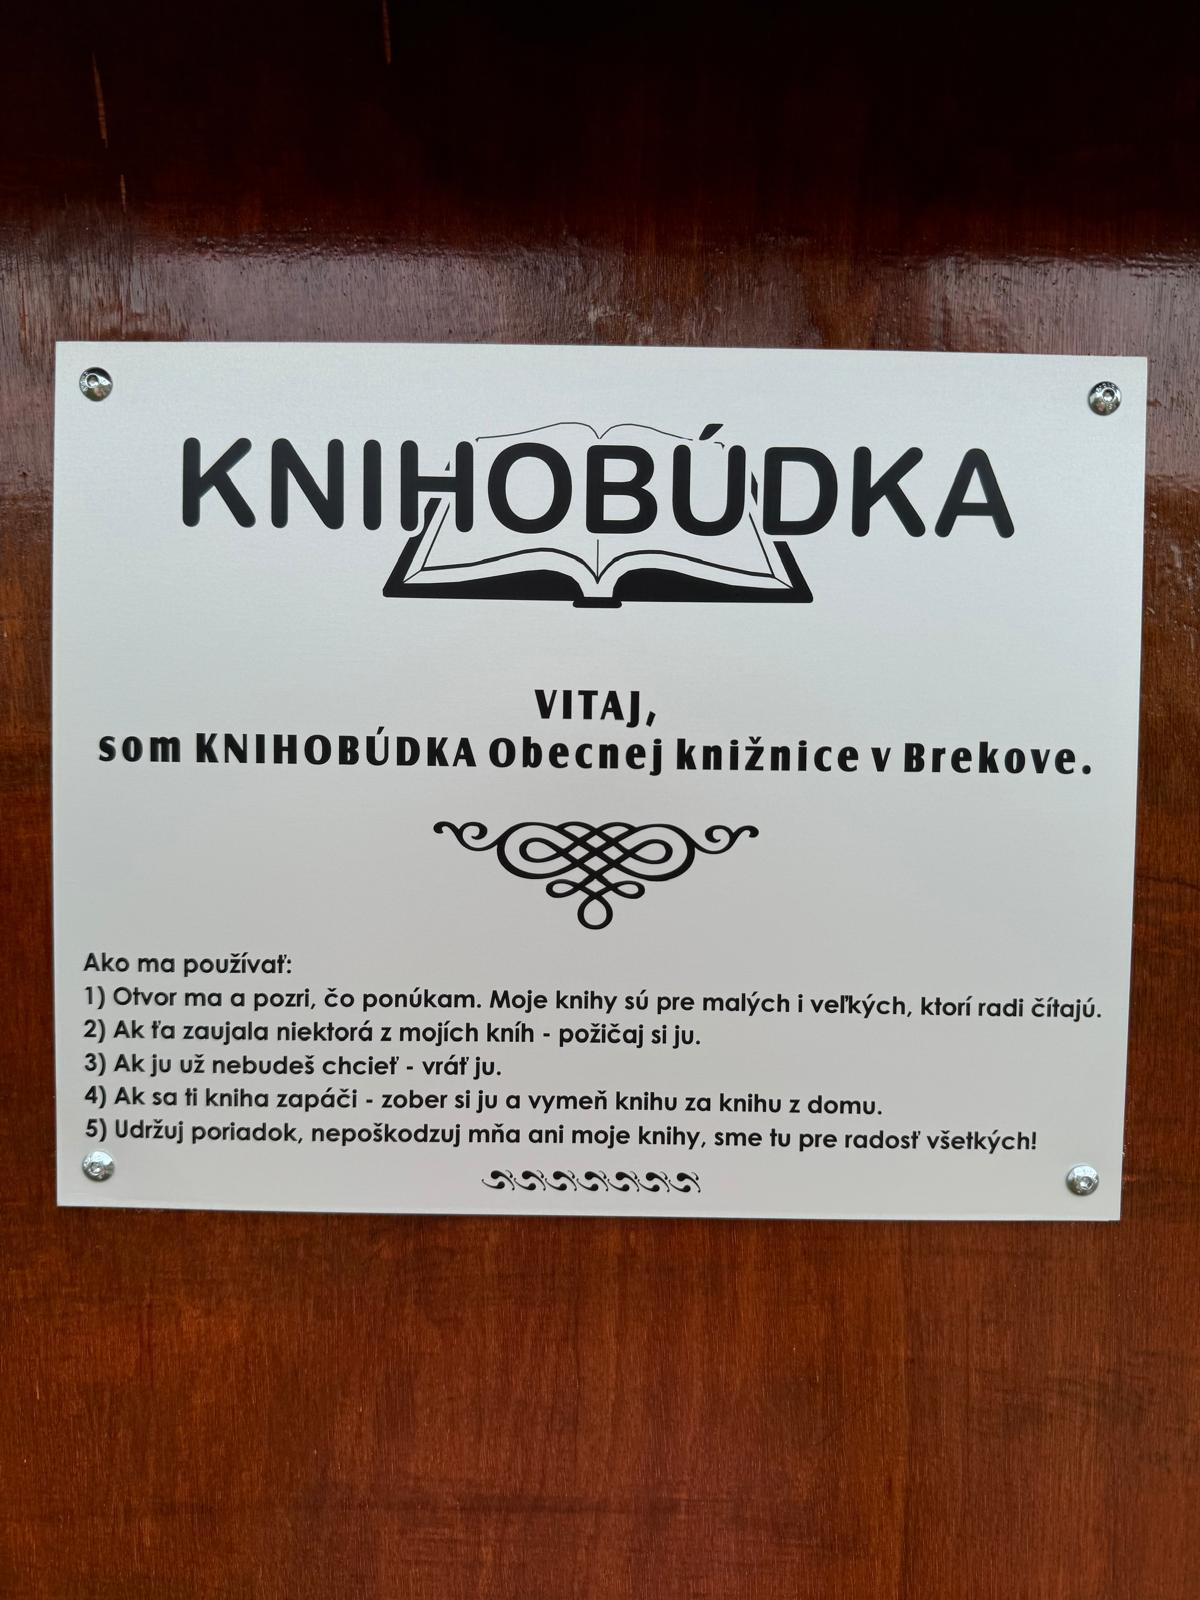 KNIHOBÚDKA
VITAJ,
som KNIHOBÚDKA Obecnej knižnice v Brekove.
Ako ma používať:
1) Otvor ma a pozri, čo ponúkam. Moje knihy sú pre malých i veľkých, ktorí radi čítajú.
2) Ak ťa zaujala niektorá z mojích kníh - požičaj si ju.
3) Ak ju už nebudeš chcieť - vráť ju.
4) Ak sa ti kniha zapáči - zober si ju a vymeň knihu za knihu z domu.
5) Udržuj poriadok, nepoškodzuj mňa ani moje knihy, sme tu pre radosť všetkých!